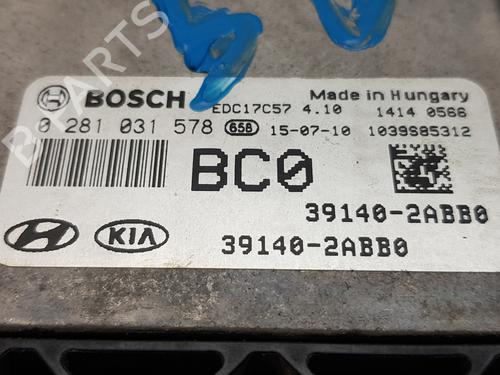 B-PARTS
BOSCH EDC17C57 4.10 Made in Hungary
1414 0566
0 281 031 578 658 15-07-10 1039S85312
BC0
39140-2ABB0
KIA 39140-2ABB0